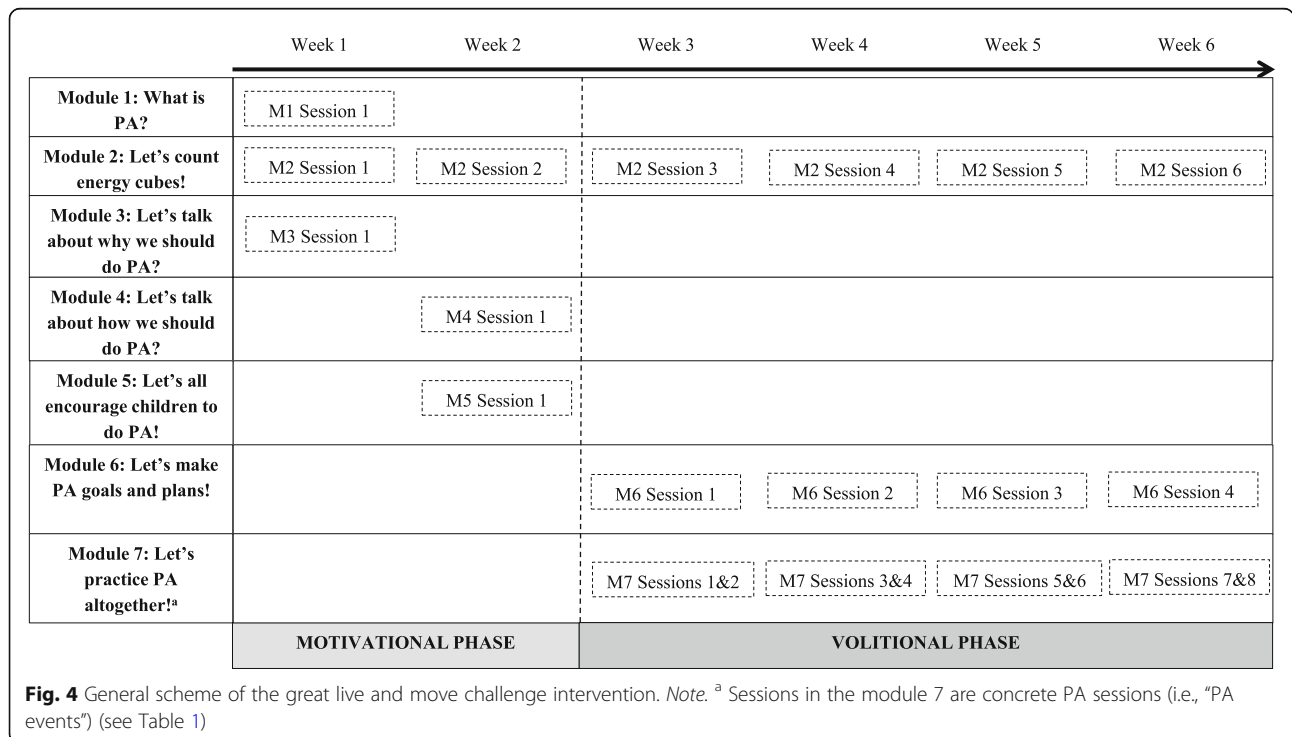 Week 1 Week 2 Week 3 Week 4 Week 5 Week 6
Module 1: What is
PA?
M1 Session 1
Module 2: Let’s count
energy cubes!
M2 Session 1 M2 Session 2 M2 Session 3 M2 Session 4 M2 Session 5 M2 Session 6
Module 3: Let’s talk
about why we should
do PA?
M3 Session 1
Module 4: Let’s talk
about how we should
do PA?
M4 Session 1
Module 5: Let’s all
encourage children to
do PA!
M5 Session 1
Module 6: Let’s make
PA goals and plans!
M6 Session 1 M6 Session 2 M6 Session 3 M6 Session 4
Module 7: Let’s
practice PA
altogether!a
M7 Sessions 1&2 M7 Sessions 3&4 M7 Sessions 5&6 M7 Sessions 7&8
MOTIVATIONAL PHASE VOLITIONAL PHASE
Fig. 4 General scheme of the great live and move challenge intervention. Note. a Sessions in the module 7 are concrete PA sessions (i.e., “PA
events”) (see Table 1)